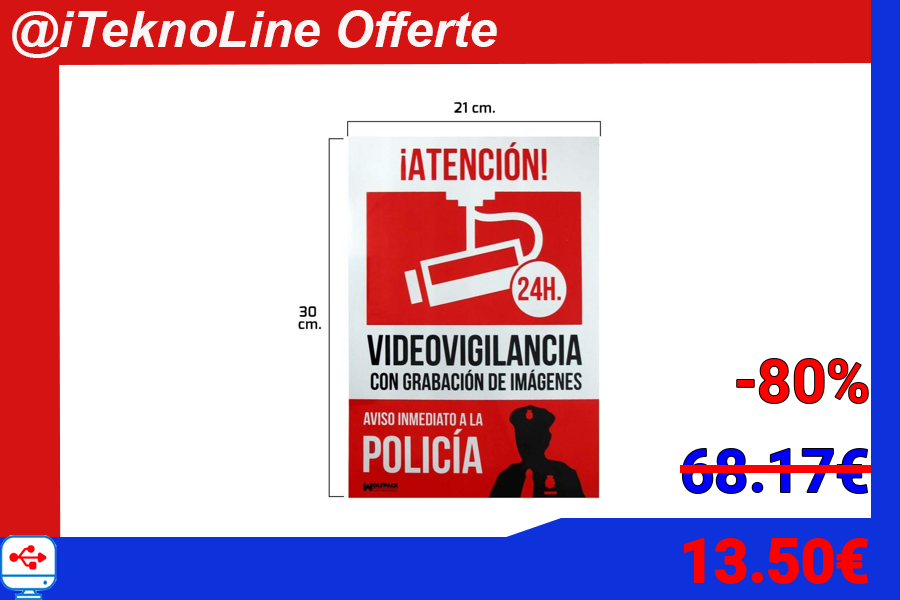 @iTeknoLine Offerte
21 cm.
30
cm.
¡ATENCIÓN!
24H.
VIDEOVIGILANCIA
CON GRABACIÓN DE IMÁGENES
AVISO INMEDIATO A LA
POLICÍA
WOLFPACK
-80%
68.17€
13.50€